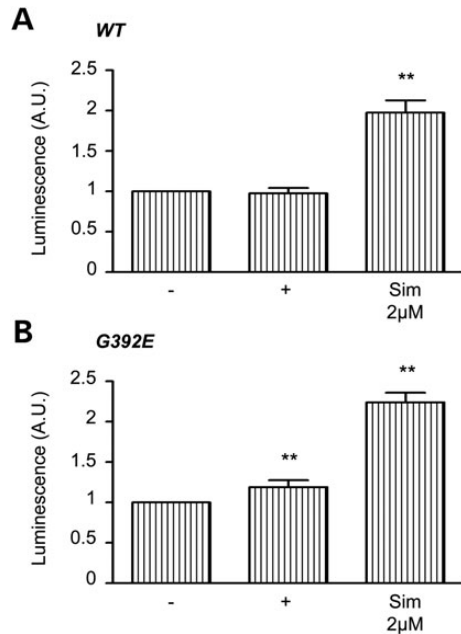 A
WT
Luminescence (A.U.)
2.5
2
1.5
1
0.5
0
**
- + Sim
2µM
B
G392E
Luminescence (A.U.)
2.5
2
1.5
1
0.5
0
**
**
- + Sim
2µM